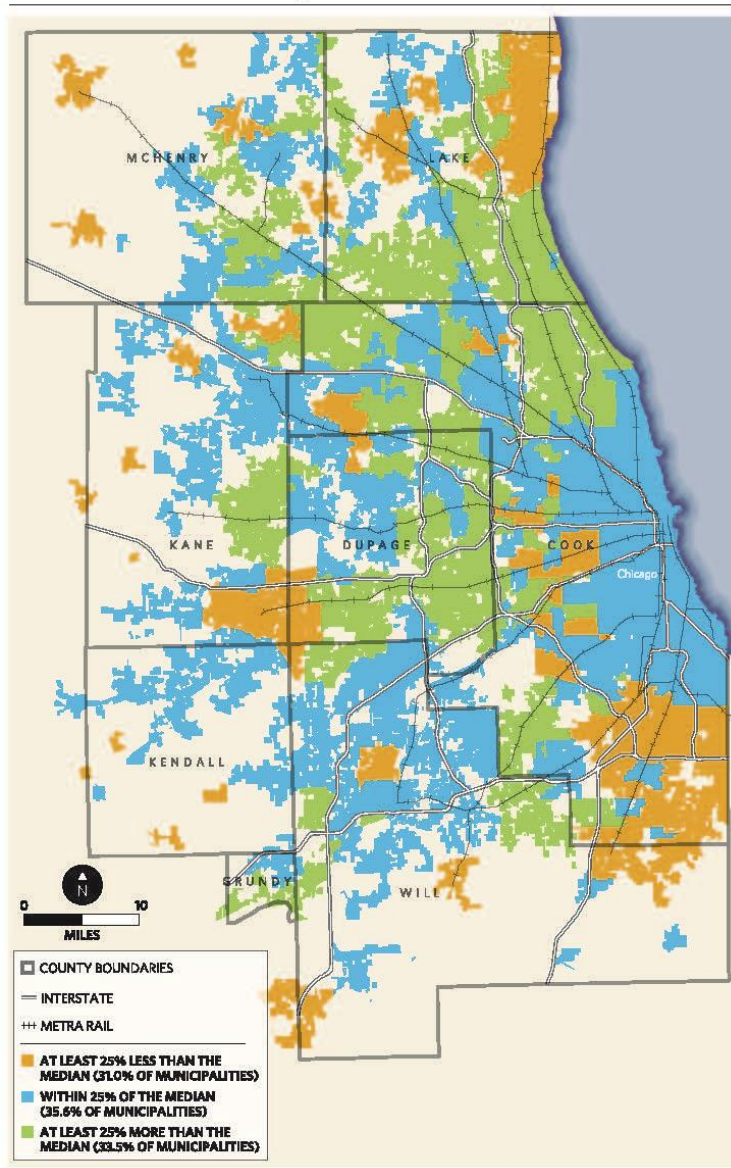 MCHENRY
LAKE
KANE
DUPAGE
COOK
Chicago
KENDALL
GRUNDY
WILL
N
0
10
MILES
COUNTY BOUNDARIES
INTERSTATE
METRA RAIL
AT LEAST 25% LESS THAN THE
MEDIAN (31.0% OF MUNICIPALITIES)
WITHIN 25% OF THE MEDIAN
(35.6% OF MUNICIPALITIES)
AT LEAST 25% MORE THAN THE
MEDIAN (33.5% OF MUNICIPALITIES)